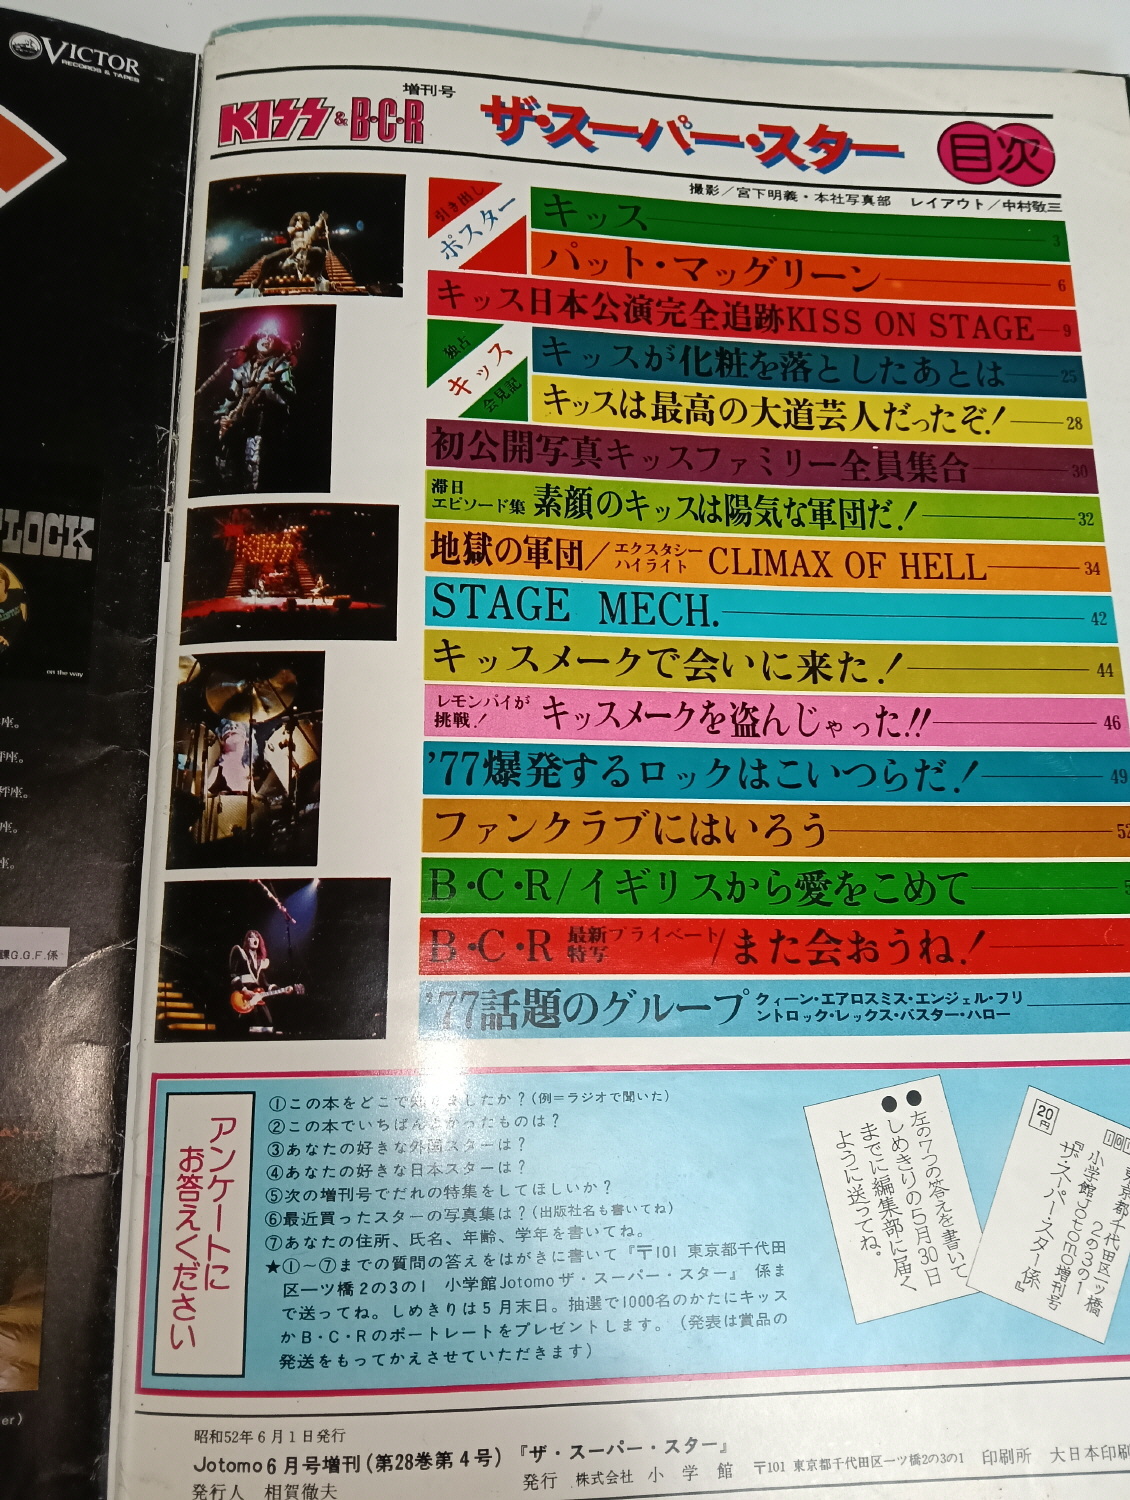 VICTOR
RECORDS & TAPES
LOCK
on the way
座。
座。
秤座。
座。
座。
G.G.F.係
er)
増刊号
KISS & B・C・R
ザ・スーパー・スター
目次
撮影／宮下明義・本社写真部 レイアウト／中村敬三
引き出し
ポスター
キッス 3
パット・マッグリーン 6
キッス日本公演完全追跡KISS ON STAGE 9
独占
キッス
会見記
キッスが化粧を落としたあとは 25
キッスは最高の大道芸人だったぞ! 28
初公開写真キッスファミリー全員集合 30
滞日
エピソード集
素顔のキッスは陽気な軍団だ! 32
地獄の軍団/エクスタシー
ハイライト
CLIMAX OF HELL 34
STAGE MECH. 42
キッスメークで会いに来た! 44
レモンパイが
挑戦!
キッスメークを盗んじゃった!! 46
'77爆発するロックはこいつらだ! 49
ファンクラブにはいろう 52
B・C・R/イギリスから愛をこめて
B・C・R 最新
特写
プライベート/また会おうね!
'77話題のグループ クィーン・エアロスミス・エンジェル・フリ
ントロック・レックス・バスター・ハロー
アンケートに
お答えください
①この本をどこで知りましたか？(例＝ラジオで聞いた)
②この本でいちばんよかったものは？
③あなたの好きな外国スターは？
④あなたの好きな日本スターは？
⑤次の増刊号でだれの特集をしてほしいか？
⑥最近買ったスターの写真集は？(出版社名も書いてね)
⑦あなたの住所、氏名、年齢、学年を書いてね。
★①～⑦までの質問の答えをはがきに書いて『〒101 東京都千代田
区一ツ橋2の3の1 小学館Jotomoザ・スーパー・スター』 係ま
で送ってね。しめきりは5月末日。抽選で1000名のかたにキッス
かB・C・Rのポートレートをプレゼントします。(発表は賞品の
発送をもってかえさせていただきます)
●左の7つの答えを書いて
●しめきりの5月30日
までに編集部に届く
ように送ってね。
20円
101
東京都千代田区一ツ橋
2の3の1
小学館Jotomo増刊号
『ザ・スーパー・スター係』
昭和52年6月1日発行
Jotomo6月号増刊(第28巻第4号)『ザ・スーパー・スター』
発行人 相賀徹夫 発行 株式会社 小学館 〒101 東京都千代田区一ツ橋2の3の1 印刷所 大日本印刷